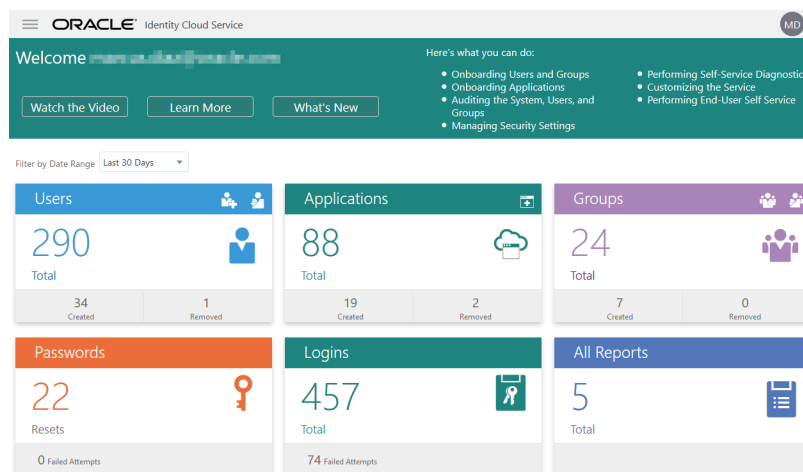 ORACLE Identity Cloud Service
MD
Welcome
Watch the Video
Learn More
What's New
Here's what you can do:
Onboarding Users and Groups
Onboarding Applications
Auditing the System, Users, and
Groups
Managing Security Settings
Performing Self-Service Diagnostic
Customizing the Service
Performing End-User Self Service
Filter by Date Range Last 30 Days
Users
290
Total
34
Created
1
Removed
Applications
88
Total
19
Created
2
Removed
Groups
24
Total
7
Created
0
Removed
Passwords
22
Resets
0 Failed Attempts
Logins
457
Total
74 Failed Attempts
All Reports
5
Total